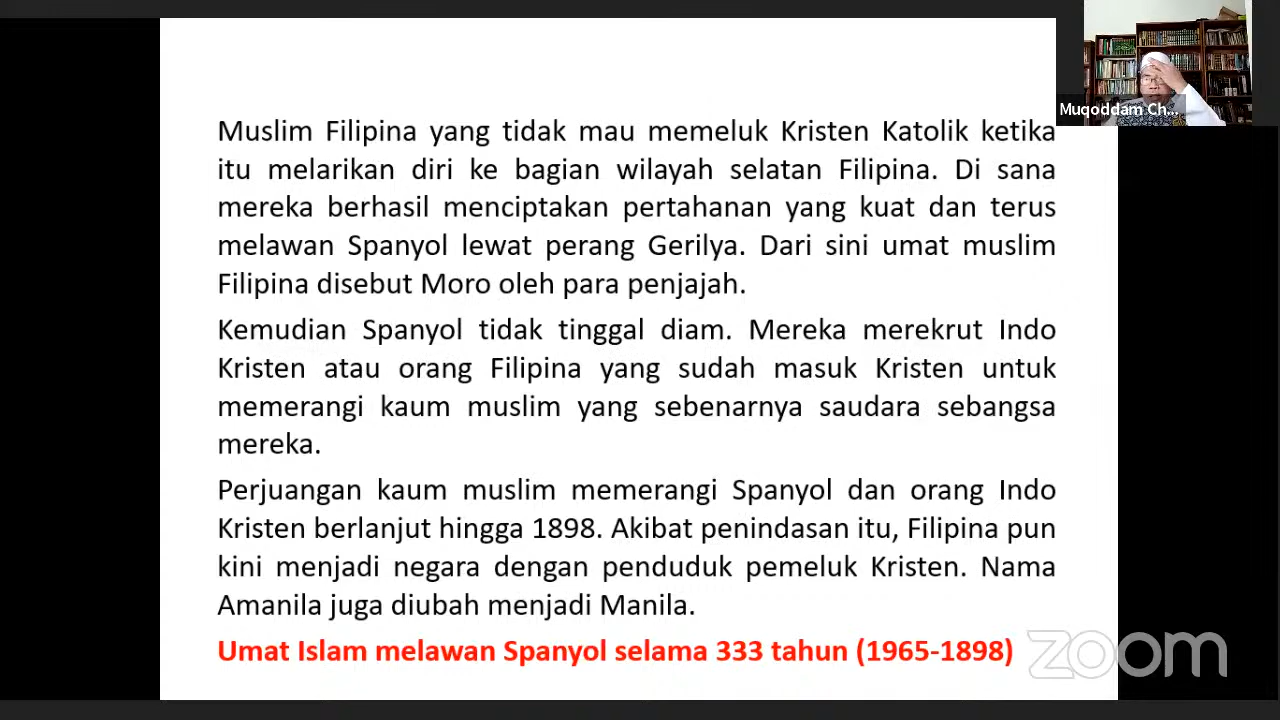 Muslim Filipina yang tidak mau memeluk Kristen Katolik ketika
itu melarikan diri ke bagian wilayah selatan Filipina. Di sana
mereka berhasil menciptakan pertahanan yang kuat dan terus
melawan Spanyol lewat perang Gerilya. Dari sini umat muslim
Filipina disebut Moro oleh para penjajah.
Kemudian Spanyol tidak tinggal diam. Mereka merekrut Indo
Kristen atau orang Filipina yang sudah masuk Kristen untuk
memerangi kaum muslim yang sebenarnya saudara sebangsa
mereka.
Perjuangan kaum muslim memerangi Spanyol dan orang Indo
Kristen berlanjut hingga 1898. Akibat penindasan itu, Filipina pun
kini menjadi negara dengan penduduk pemeluk Kristen. Nama
Amanila juga diubah menjadi Manila.
Umat Islam melawan Spanyol selama 333 tahun (1965-1898)
Muqoddam Ch...
zoom